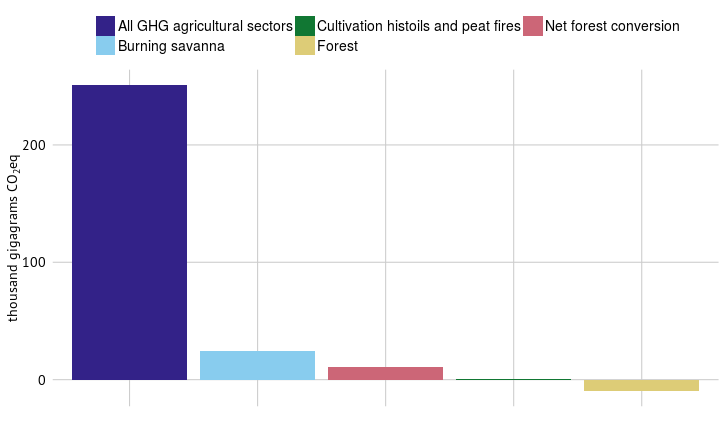 All GHG agricultural sectors Cultivation histoils and peat fires Net forest conversion
Burning savanna Forest
thousand gigagrams CO₂eq
200
100
0